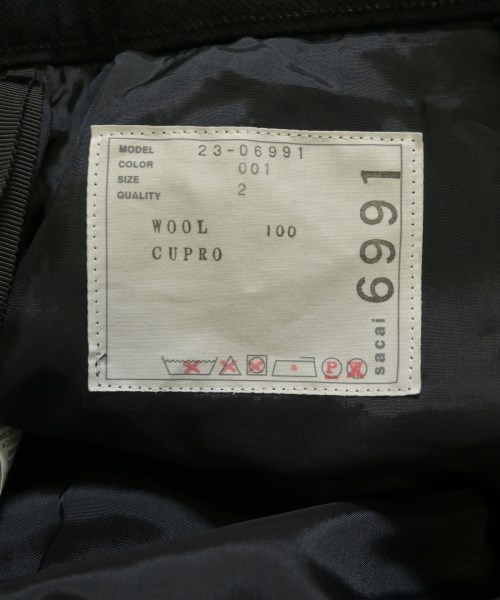 MODEL 23-06991
COLOR 001
SIZE 2
QUALITY
WOOL 100
CUPRO
sacai 6991
P
W